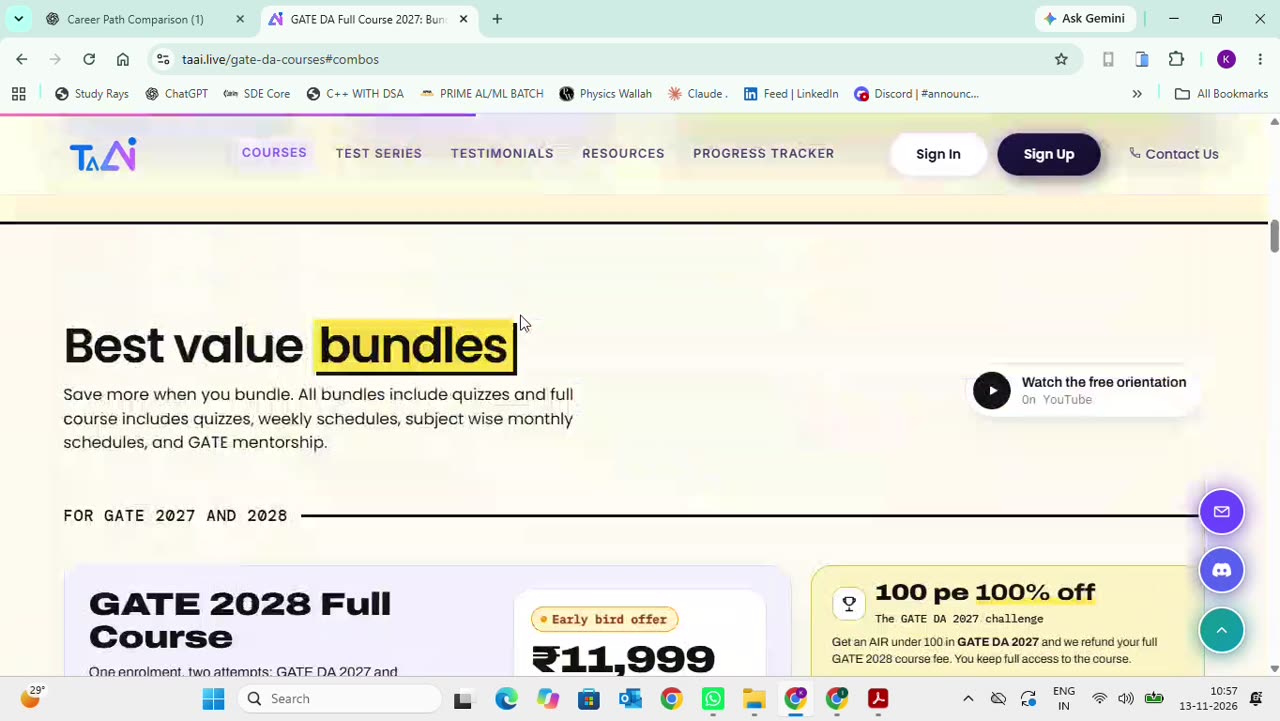 Career Path Comparison (1)
GATE DA Full Course 2027: Bun
Ask Gemini
taai.live/gate-da-courses#combos
K
Study Rays
ChatGPT
SDE Core
C++ WITH DSA
PRIME AL/ML BATCH
Physics Wallah
Claude .
Feed | LinkedIn
Discord | #announc...
All Bookmarks
TAAi
COURSES
TEST SERIES
TESTIMONIALS
RESOURCES
PROGRESS TRACKER
Sign In
Sign Up
Contact Us
Best value bundles
Save more when you bundle. All bundles include quizzes and full
course includes quizzes, weekly schedules, subject wise monthly
schedules, and GATE mentorship.
Watch the free orientation
On YouTube
FOR GATE 2027 AND 2028
GATE 2028 Full
Course
One enrolment, two attempts: GATE DA 2027 and
Early bird offer
₹11,999
100 pe 100% off
The GATE DA 2027 challenge
Get an AIR under 100 in GATE DA 2027 and we refund your full
GATE 2028 course fee. You keep full access to the course.
29°
Search
ENG
IN
10:57
13-11-2026